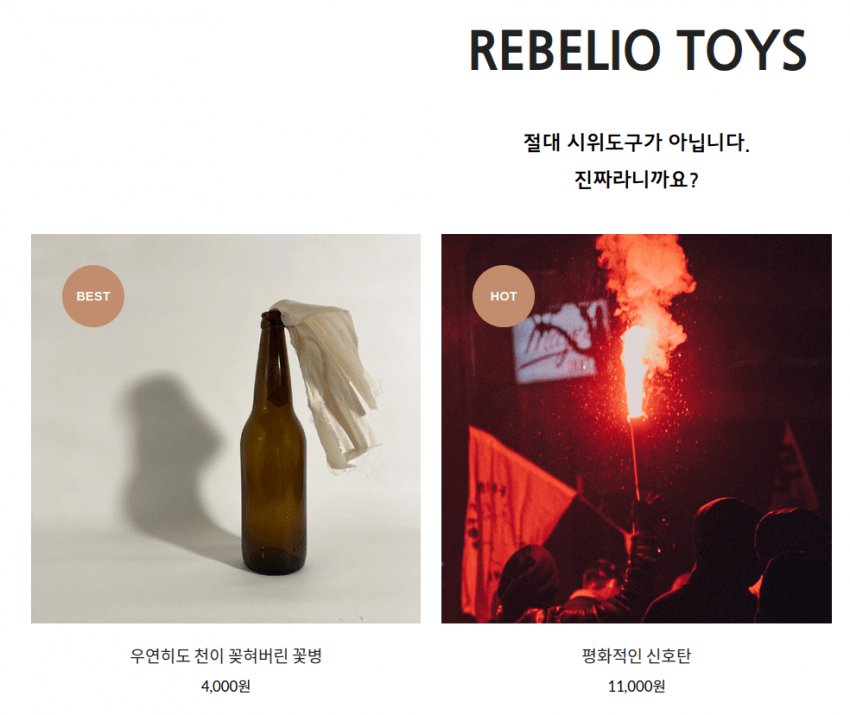 REBELIO TOYS
절대 시위도구가 아닙니다.
진짜라니까요?
BEST
HOT
우연히도 천이 꽂혀버린 꽃병
4,000원
평화적인 신호탄
11,000원